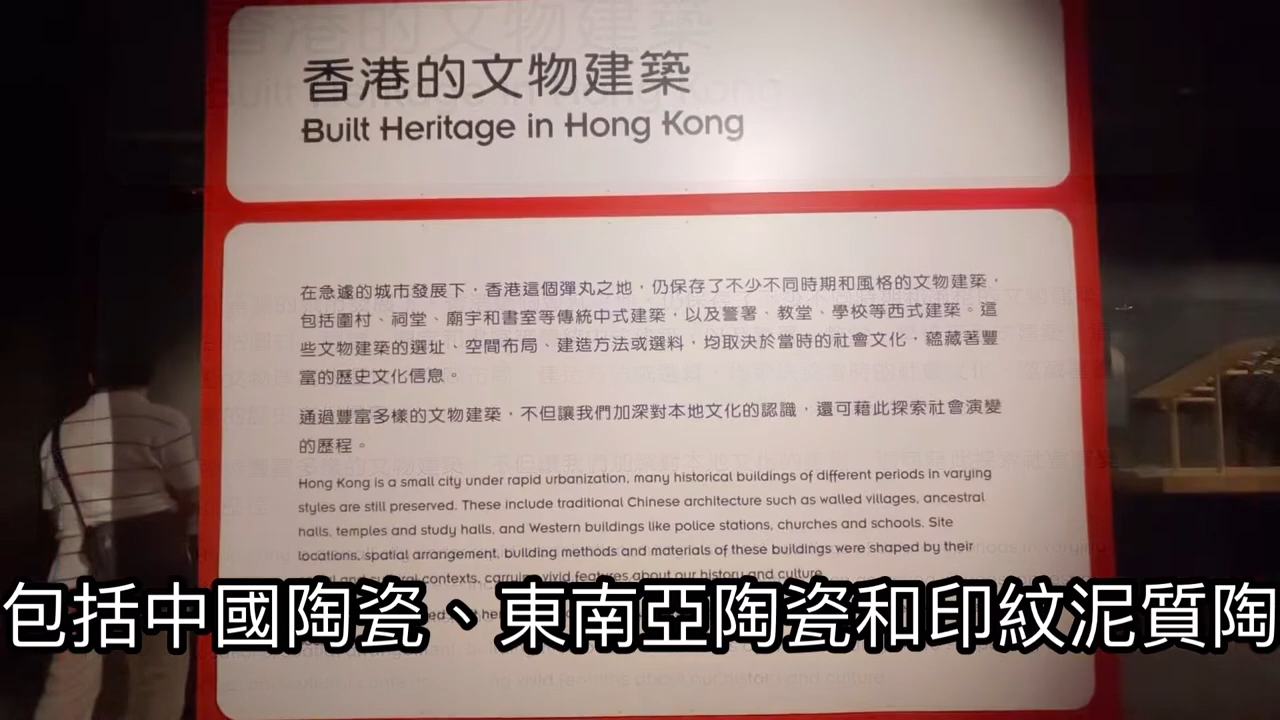 香港的文物建築
Built Heritage in Hong Kong
在急遽的城市發展下，香港這個彈丸之地，仍保存了不少不同時期和風格的文物建築，
包括圍村、祠堂、廟宇和書室等傳統中式建築，以及警署、教堂、學校等西式建築。這
些文物建築的選址、空間布局、建造方法或選料，均取決於當時的社會文化，蘊藏著豐
富的歷史文化信息。
通過豐富多樣的文物建築，不但讓我們加深對本地文化的認識，還可藉此探索社會演變
的歷程。
Hong Kong is a small city under rapid urbanization, many historical buildings of different periods in varying
styles are still preserved. These include traditional Chinese architecture such as walled villages, ancestral
halls, temples and study halls, and Western buildings like police stations, churches and schools. Site
locations, spatial arrangement, building methods and materials of these buildings were shaped by their
and cultural contexts, carrying vivid features about our history and culture.
包括中國陶瓷、東南亞陶瓷和印紋泥質陶